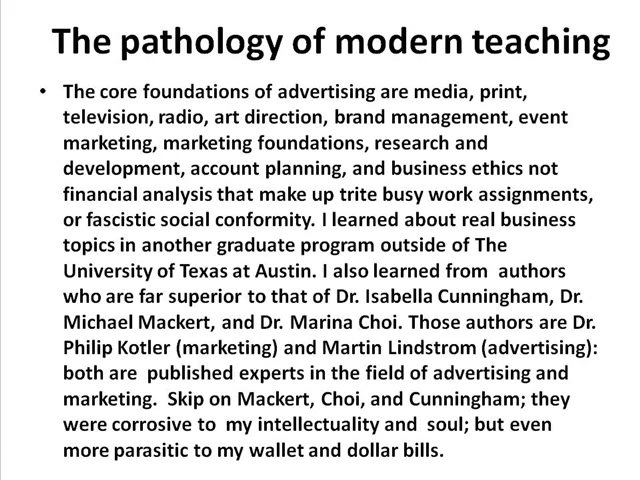 The pathology of modern teaching
• The core foundations of advertising are media, print,
television, radio, art direction, brand management, event
marketing, marketing foundations, research and
development, account planning, and business ethics not
financial analysis that make up trite busy work assignments,
or fascistic social conformity. I learned about real business
topics in another graduate program outside of The
University of Texas at Austin. I also learned from  authors
who are far superior to that of Dr. Isabella Cunningham, Dr.
Michael Mackert, and Dr. Marina Choi. Those authors are Dr.
Philip Kotler (marketing) and Martin Lindstrom (advertising):
both are  published experts in the field of advertising and
marketing.  Skip on Mackert, Choi, and Cunningham; they
were corrosive to  my intellectuality and  soul; but even
more parasitic to my wallet and dollar bills.